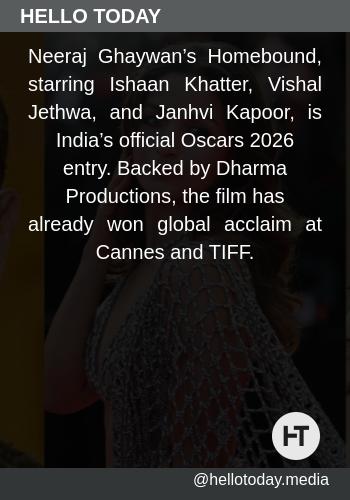 HELLO TODAY
Neeraj Ghaywan’s Homebound,
starring Ishaan Khatter, Vishal
Jethwa, and Janhvi Kapoor, is
India’s official Oscars 2026
entry. Backed by Dharma
Productions, the film has
already won global acclaim at
Cannes and TIFF.
HT
@hellotoday.media